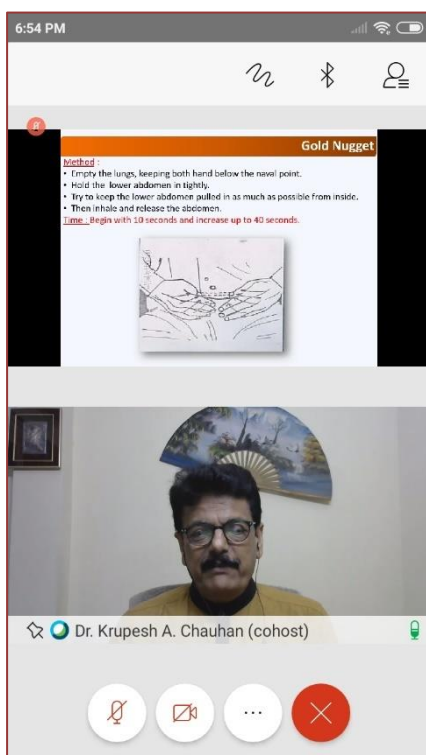 6:54 PM
Gold Nugget
Method :
• Empty the lungs, keeping both hand below the naval point.
• Hold the lower abdomen in tightly.
• Try to keep the lower abdomen pulled in as much as possible from inside.
• Then inhale and release the abdomen.
Time : Begin with 10 seconds and increase up to 40 seconds.
Dr. Krupesh A. Chauhan (cohost)